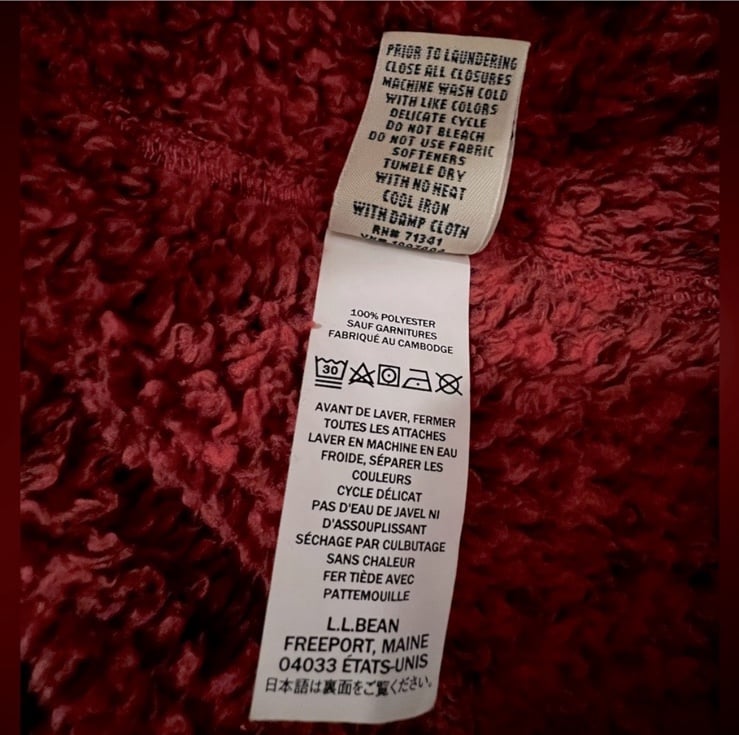 PRIOR TO LAUNDERING
CLOSE ALL CLOSURES
MACHINE WASH COLD
WITH LIKE COLORS
DELICATE CYCLE
DO NOT BLEACH
DO NOT USE FABRIC
SOFTENERS
TUMBLE DRY
WITH NO HEAT
COOL IRON
WITH DAMP CLOTH
RN# 71341
100% POLYESTER
SAUF GARNITURES
FABRIQUÉ AU CAMBODGE
30
AVANT DE LAVER, FERMER
TOUTES LES ATTACHES
LAVER EN MACHINE EN EAU
FROIDE, SÉPARER LES
COULEURS
CYCLE DÉLICAT
PAS D'EAU DE JAVEL NI
D'ASSOUPLISSANT
SÉCHAGE PAR CULBUTAGE
SANS CHALEUR
FER TIÈDE AVEC
PATTEMOUILLE
L.L.BEAN
FREEPORT, MAINE
04033 ÉTATS-UNIS
日本語は裏面をご覧ください。